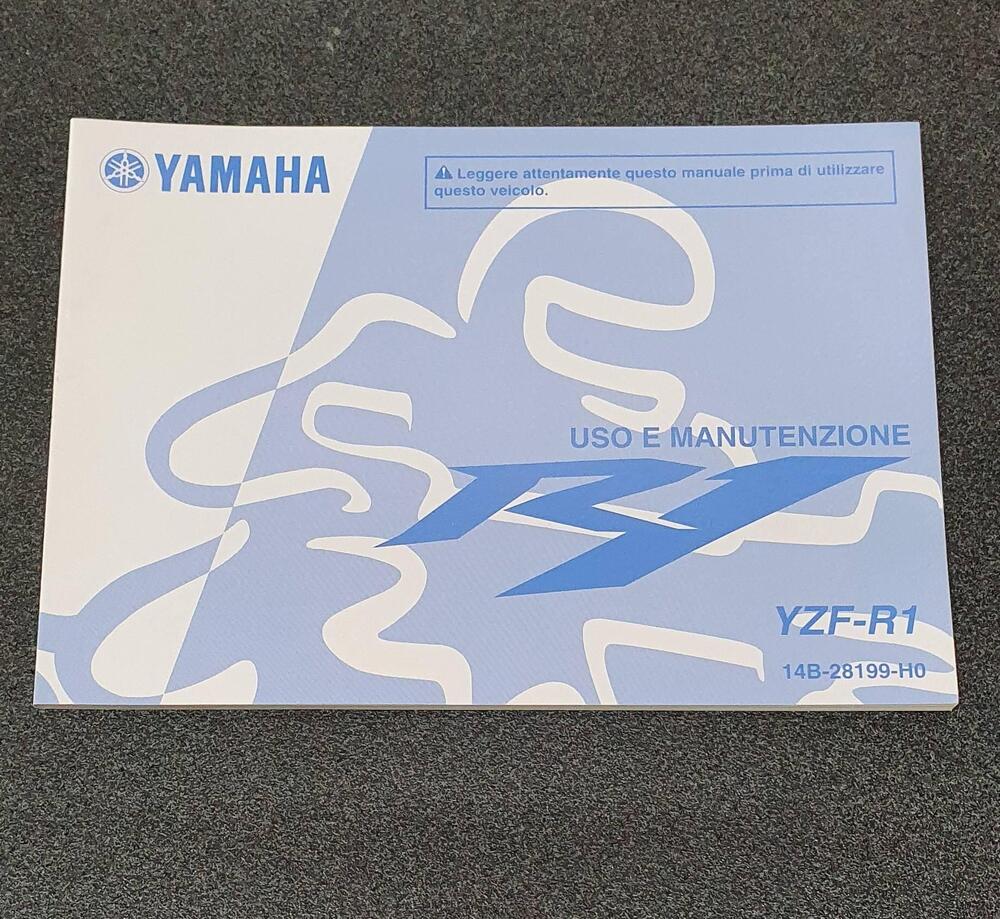 YAMAHA
⚠ Leggere attentamente questo manuale prima di utilizzare
questo veicolo.
USO E MANUTENZIONE
R1
YZF-R1
14B-28199-H0